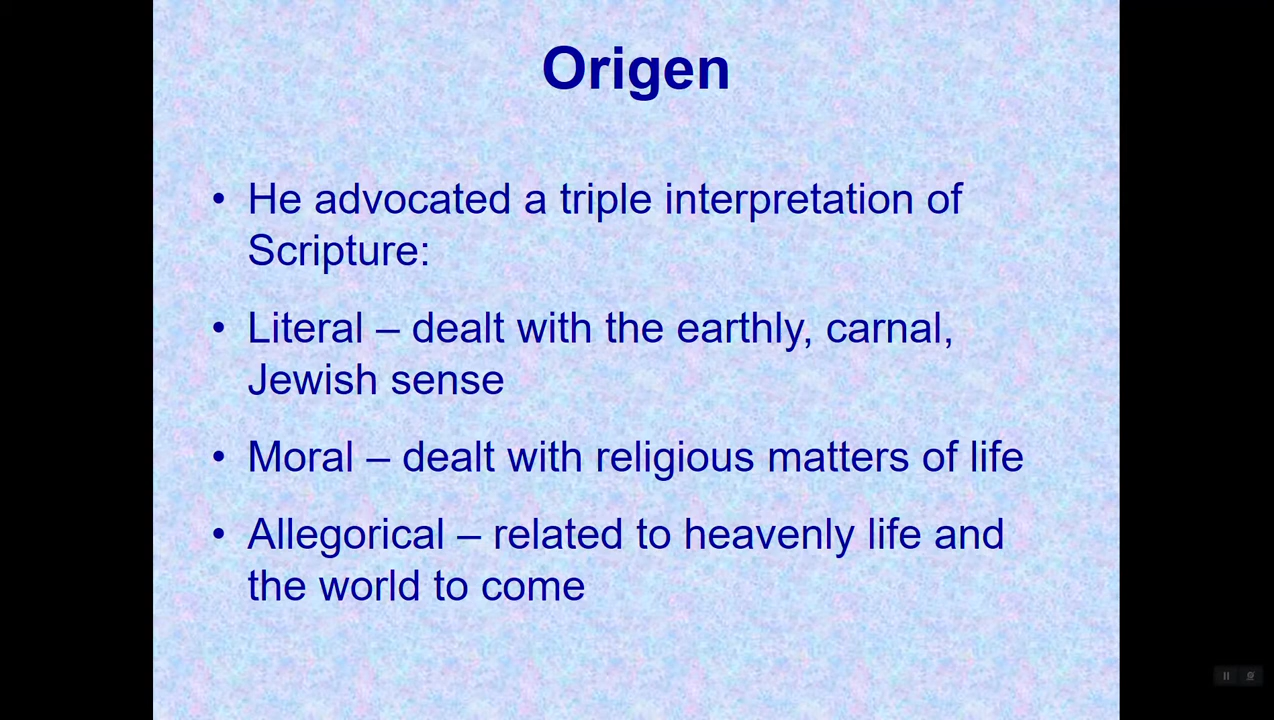 Origen
• He advocated a triple interpretation of
Scripture:
• Literal – dealt with the earthly, carnal,
Jewish sense
• Moral – dealt with religious matters of life
• Allegorical – related to heavenly life and
the world to come